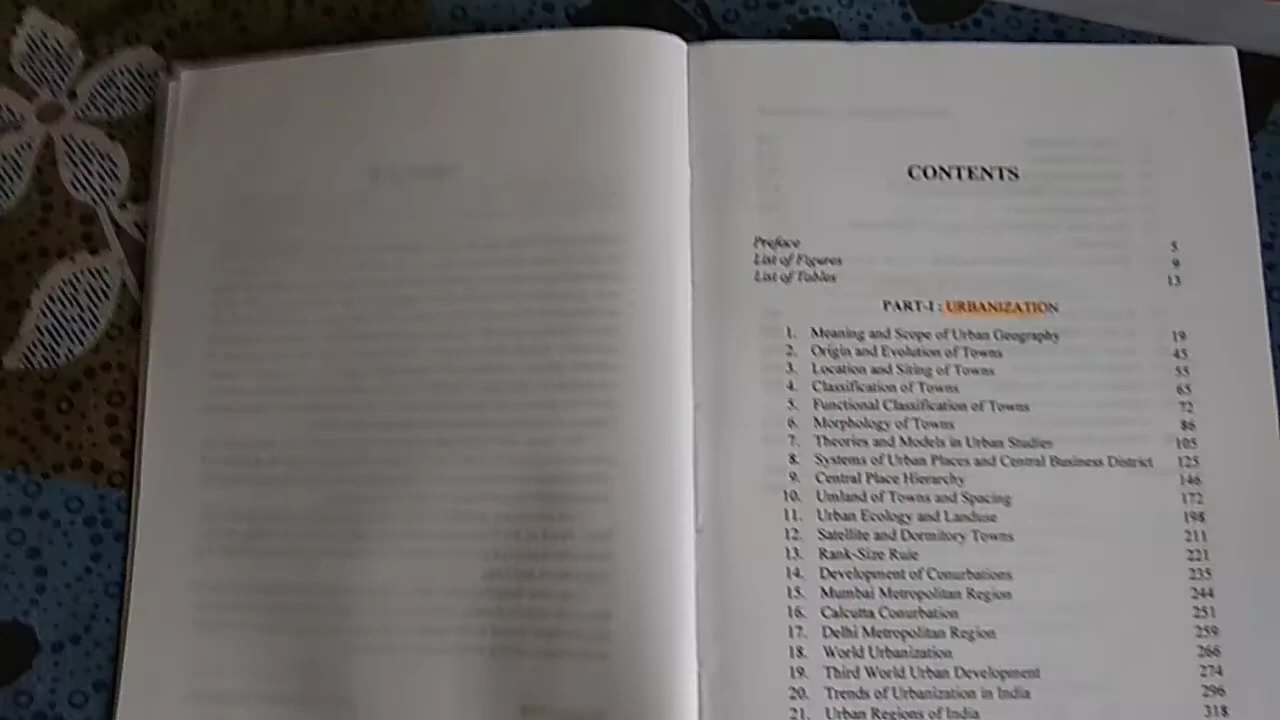 CONTENTS
Preface 5
List of Figures 9
List of Tables 13
PART-I : URBANIZATION
1. Meaning and Scope of Urban Geography 19
2. Origin and Evolution of Towns 45
3. Location and Siting of Towns 55
4. Classification of Towns 65
5. Functional Classification of Towns 72
6. Morphology of Towns 86
7. Theories and Models in Urban Studies 105
8. Systems of Urban Places and Central Business District 125
9. Central Place Hierarchy 146
10. Umland of Towns and Spacing 172
11. Urban Ecology and Landuse 198
12. Satellite and Dormitory Towns 211
13. Rank-Size Rule 221
14. Development of Conurbations 235
15. Mumbai Metropolitan Region 244
16. Calcutta Conurbation 251
17. Delhi Metropolitan Region 259
18. World Urbanization 266
19. Third World Urban Development 274
20. Trends of Urbanization in India 296
21. Urban Regions of India 318